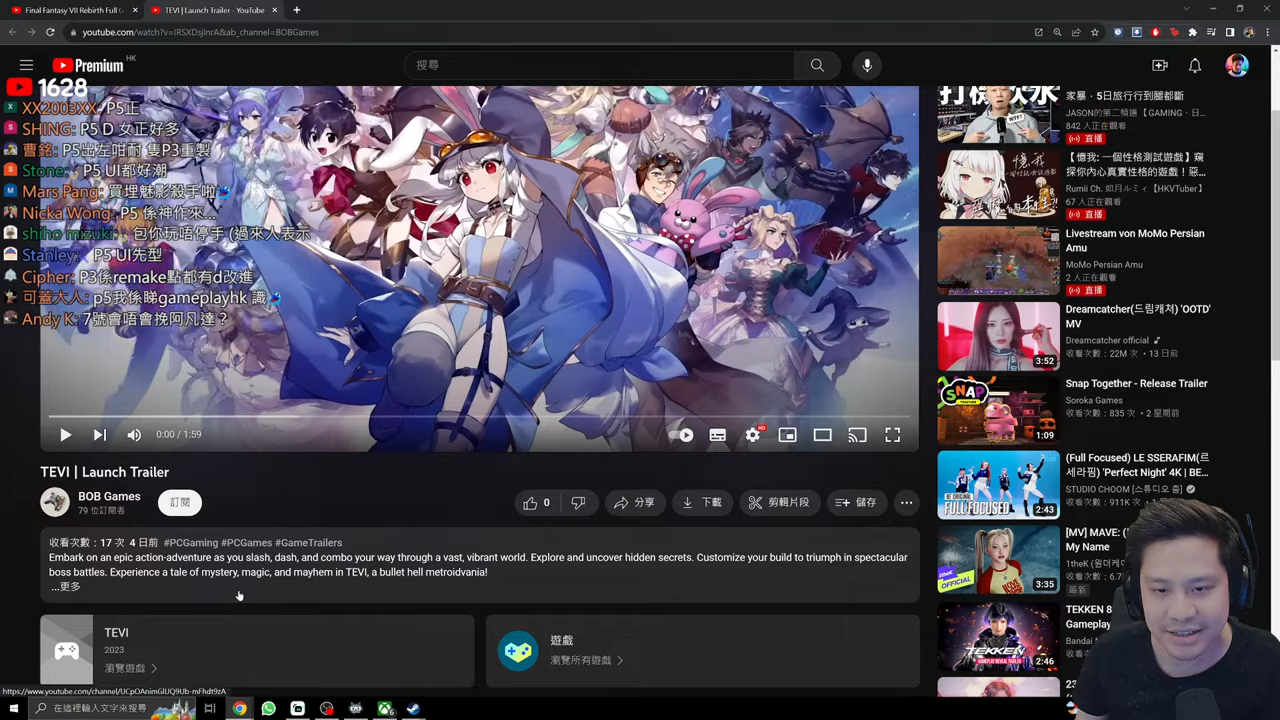 Final Fantasy VII Rebirth Full G
TEVI | Launch Trailer - YouTube
youtube.com/watch?v=IRSXDsjInrA&ab_channel=BOBGames
Premium
HK
搜尋
1628
XX2003XX: P5正
SHING: P5 D 女正好多
曹銘: P5出左咁耐 隻P3重製
Stone: P5 UI都好潮
Mars Pang: 買埋魅影殺手啦
Nicka Wong: P5 係神作來...
shiho mizuki: 包你玩唔停手 (過來人表示
Stanley: P5 UI先型
Cipher: P3係remake點都有d改進
可蓋大人: p5我係睇gameplayhk 識
Andy K: 7號會唔會挽阿凡達？
0:00 / 1:59
HD
TEVI | Launch Trailer
BOB Games
79 位訂閱者
訂閱
0
分享
下載
剪輯片段
儲存
收看次數：17 次 4 日前 #PCGaming #PCGames #GameTrailers
Embark on an epic action-adventure as you slash, dash, and combo your way through a vast, vibrant world. Explore and uncover hidden secrets. Customize your build to triumph in spectacular
boss battles. Experience a tale of mystery, magic, and mayhem in TEVI, a bullet hell metroidvania!
...更多
TEVI
2023
瀏覽遊戲
遊戲
瀏覽所有遊戲
家暴．5日旅行行到腿都斷
JASON的第二頻道【GAMING．日...
842 人正在觀看
直播
WTF!
【憶我: 一個性格測試遊戲】窺
探你內心真實性格的遊戲！惡...
Rumii Ch. 如月ルミィ【HKVTuber】
67 人正在觀看
直播
Livestream von MoMo Persian
Amu
MoMo Persian Amu
2 人正在觀看
直播
Dreamcatcher(드림캐쳐) 'OOTD'
MV
Dreamcatcher official
收看次數：22M 次 • 13 日前
3:52
Snap Together - Release Trailer
Soroka Games
收看次數：835 次 • 2 星期前
SNAP
1:09
(Full Focused) LE SSERAFIM(르
세라핌) 'Perfect Night' 4K | BE...
STUDIO CHOOM [스튜디오 춤]
BE ORIGINAL
FULL FOCUSED
2:43
[MV] MAVE: (
My Name
1theK (원더케
收看次數：6.7
最新
OFFICIAL
3:35
TEKKEN 8
Gameplay
Bandai
收看次數
2:46
23
https://www.youtube.com/channel/UCpOAnimGlUQ9Ub-mFhdt9zA
在這裡輸入文字來搜尋